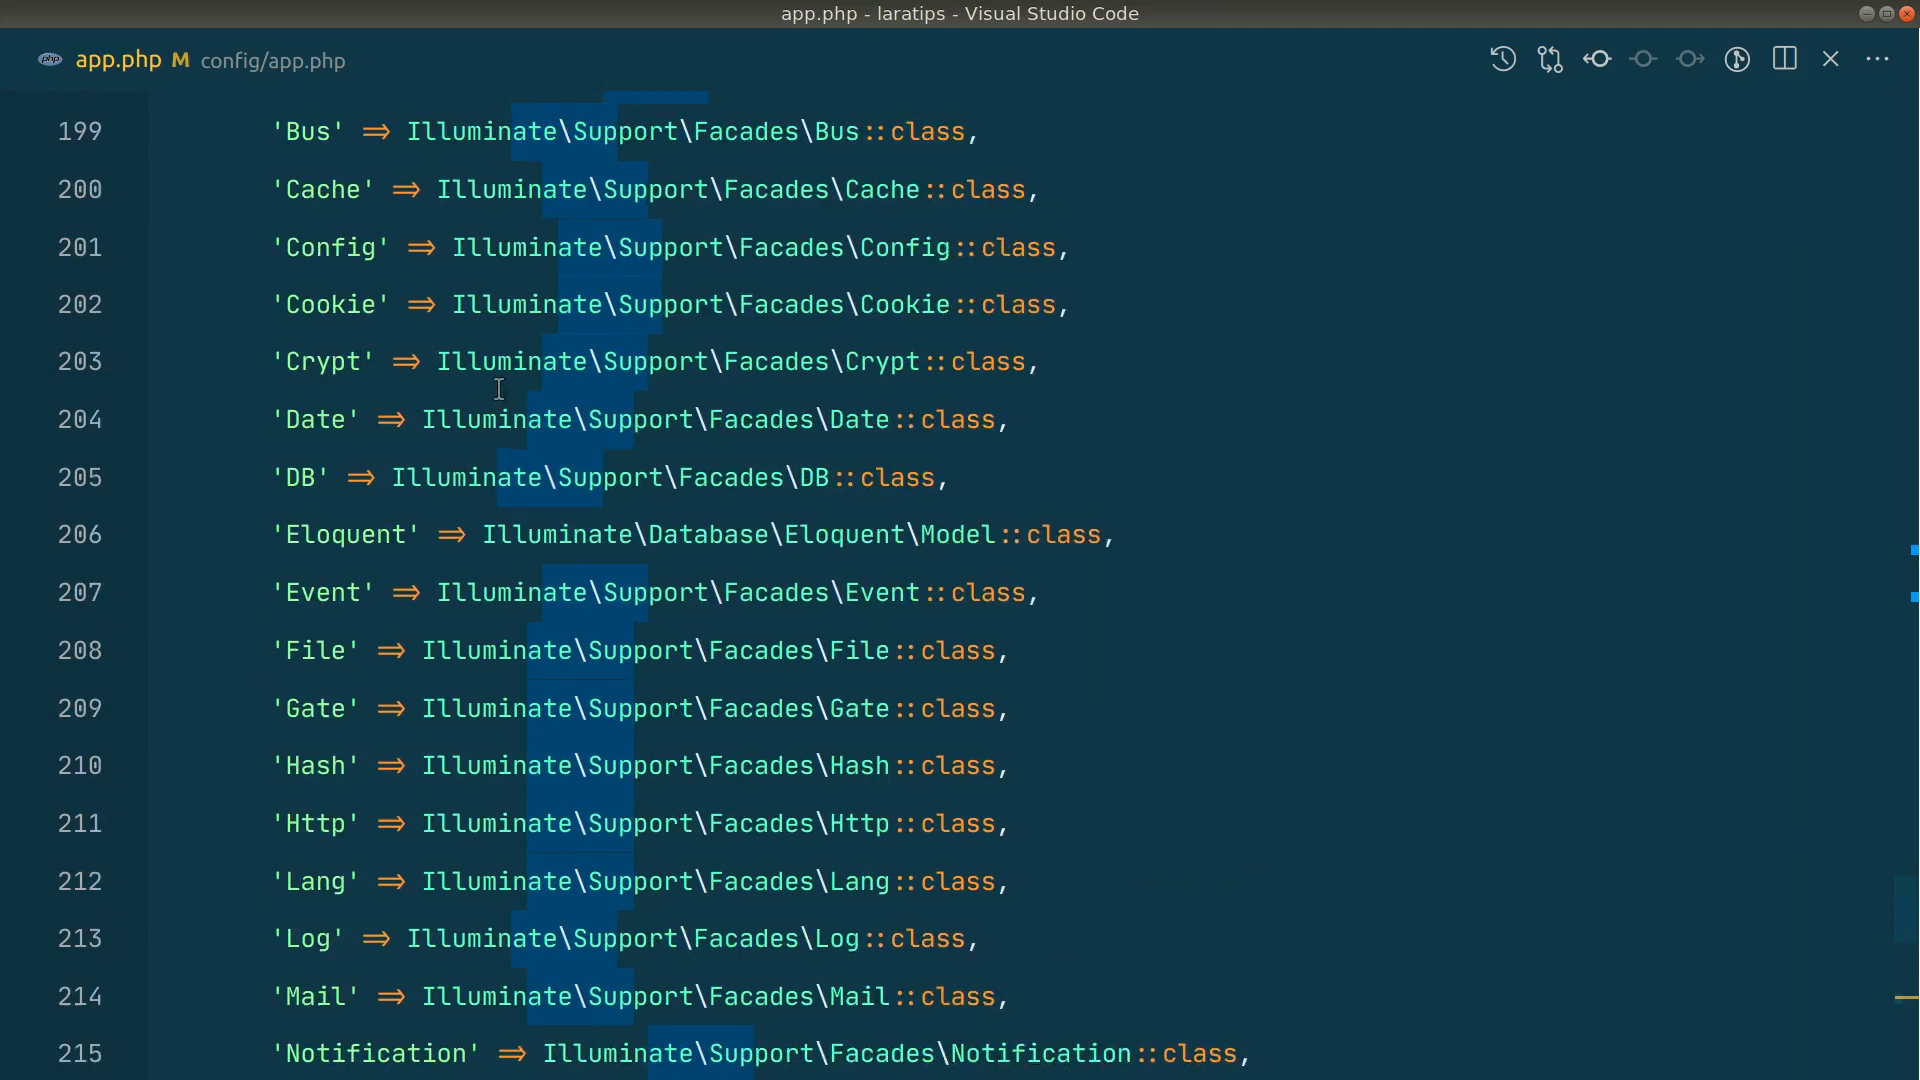 app.php - laratips - Visual Studio Code
php app.php M config/app.php
199 'Bus' => Illuminate\Support\Facades\Bus::class,
200 'Cache' => Illuminate\Support\Facades\Cache::class,
201 'Config' => Illuminate\Support\Facades\Config::class,
202 'Cookie' => Illuminate\Support\Facades\Cookie::class,
203 'Crypt' => Illuminate\Support\Facades\Crypt::class,
204 'Date' => Illuminate\Support\Facades\Date::class,
205 'DB' => Illuminate\Support\Facades\DB::class,
206 'Eloquent' => Illuminate\Database\Eloquent\Model::class,
207 'Event' => Illuminate\Support\Facades\Event::class,
208 'File' => Illuminate\Support\Facades\File::class,
209 'Gate' => Illuminate\Support\Facades\Gate::class,
210 'Hash' => Illuminate\Support\Facades\Hash::class,
211 'Http' => Illuminate\Support\Facades\Http::class,
212 'Lang' => Illuminate\Support\Facades\Lang::class,
213 'Log' => Illuminate\Support\Facades\Log::class,
214 'Mail' => Illuminate\Support\Facades\Mail::class,
215 'Notification' => Illuminate\Support\Facades\Notification::class,